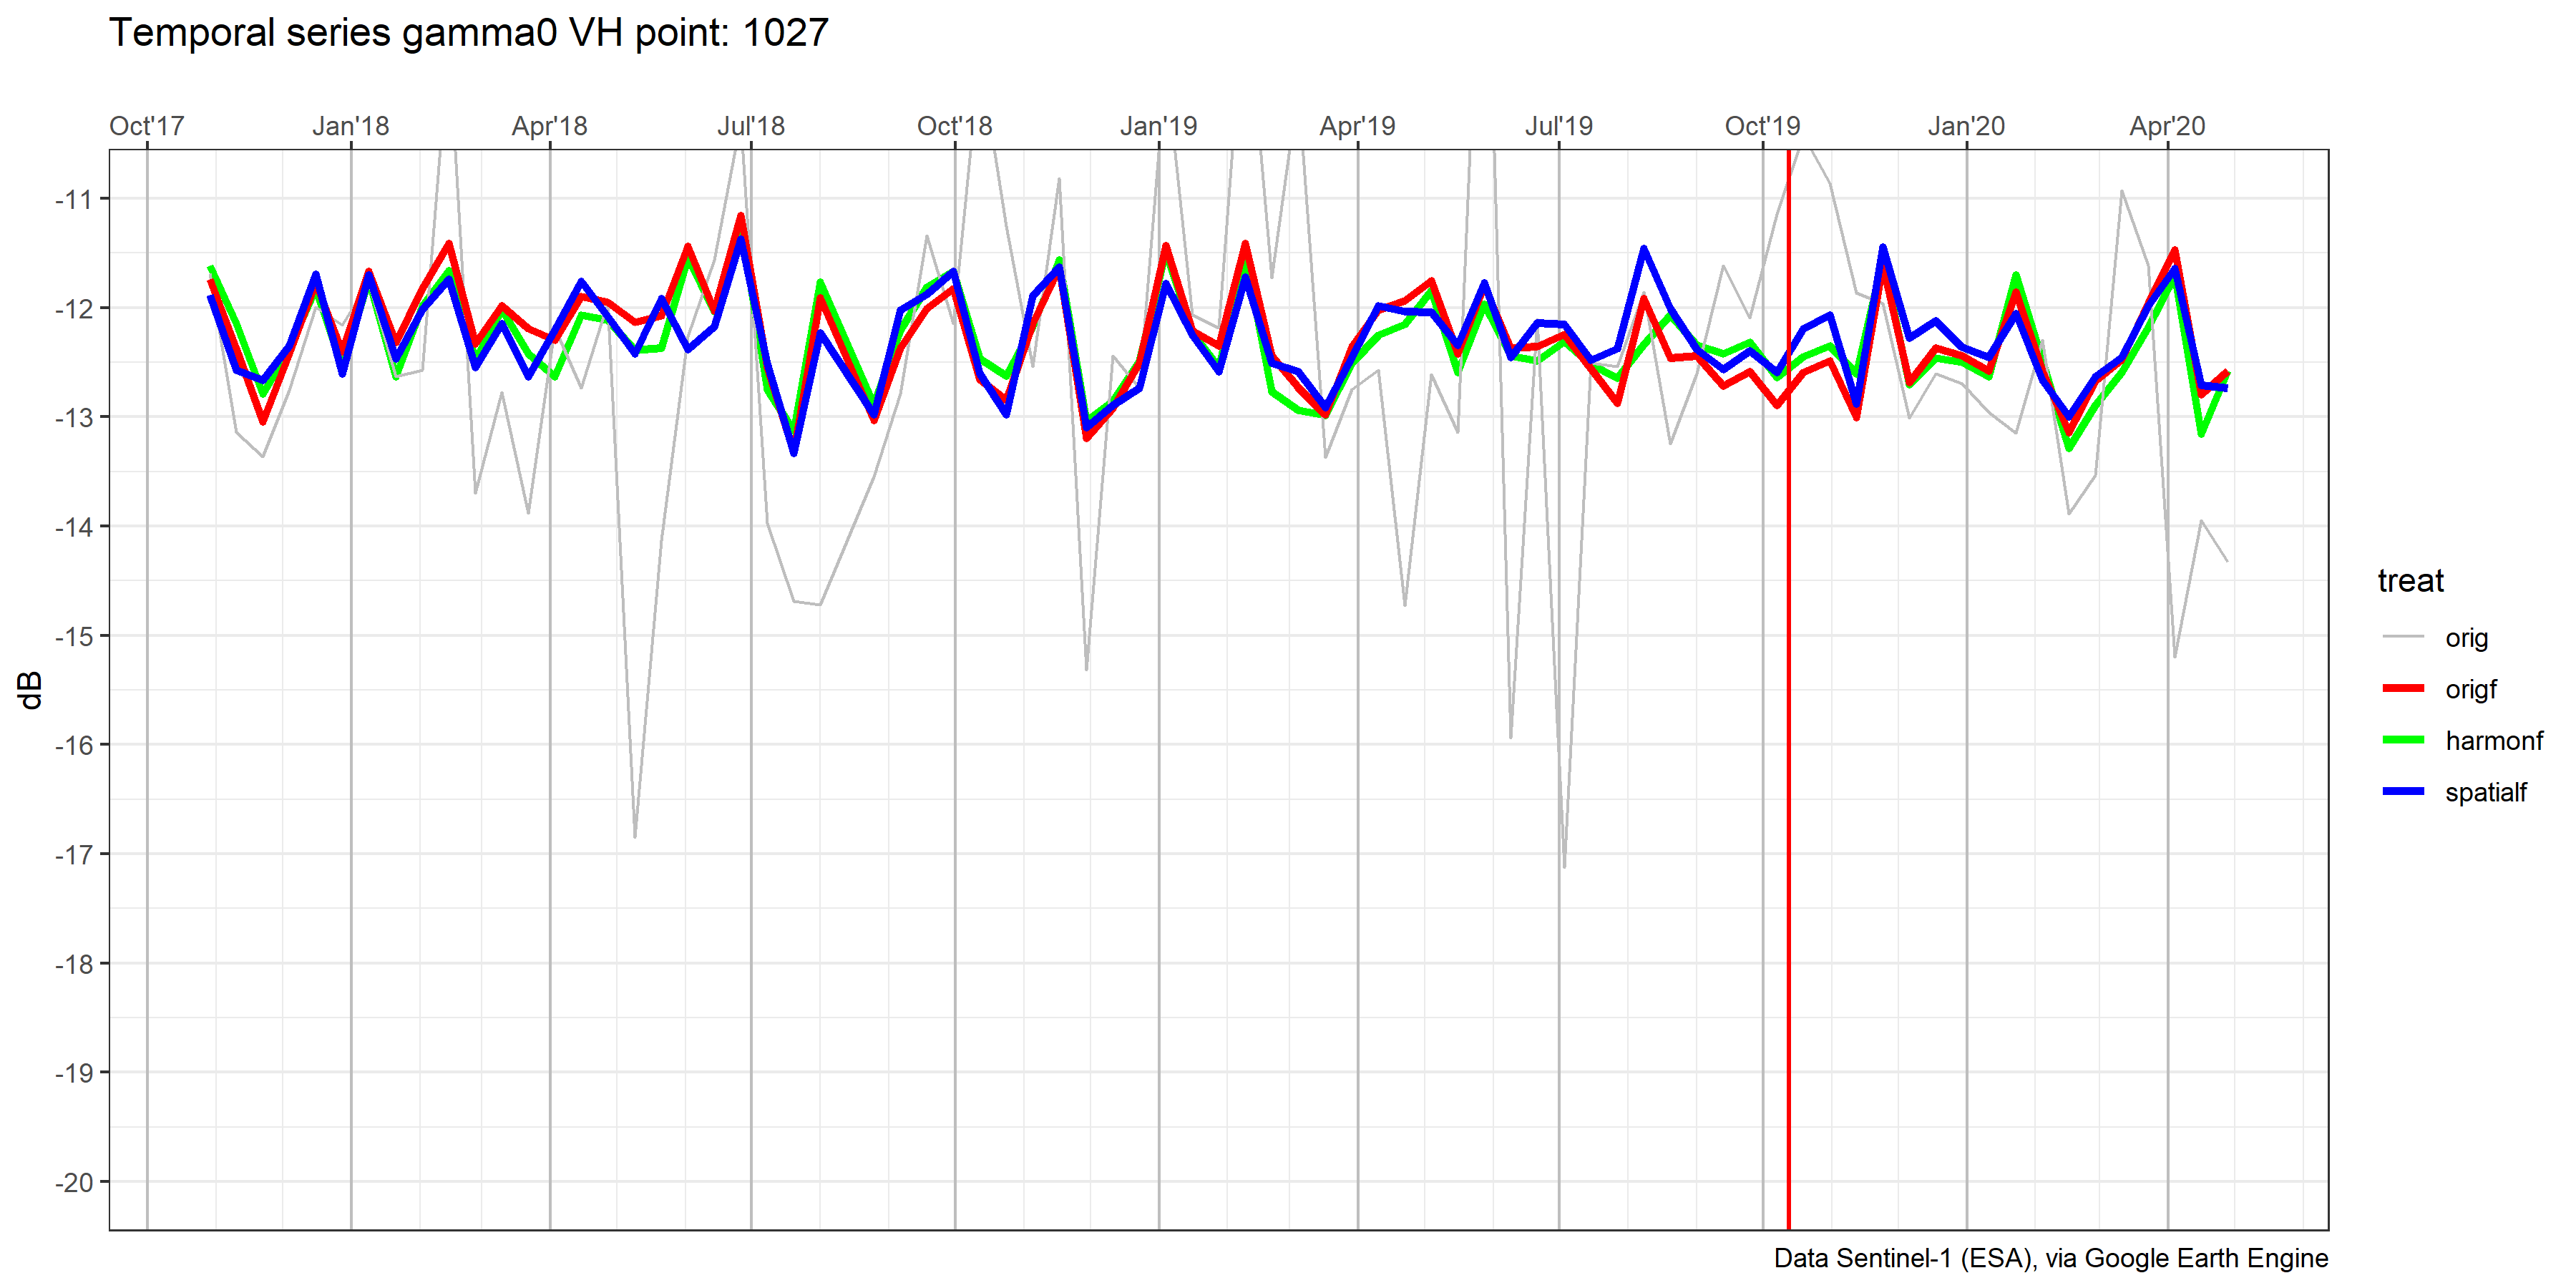 Temporal series gamma0 VH point: 1027
Oct'17 Jan'18 Apr'18 Jul'18 Oct'18 Jan'19 Apr'19 Jul'19 Oct'19 Jan'20 Apr'20
-11
-12
-13
-14
-15
-16
-17
-18
-19
-20
dB
treat
orig
origf
harmonf
spatialf
Data Sentinel-1 (ESA), via Google Earth Engine